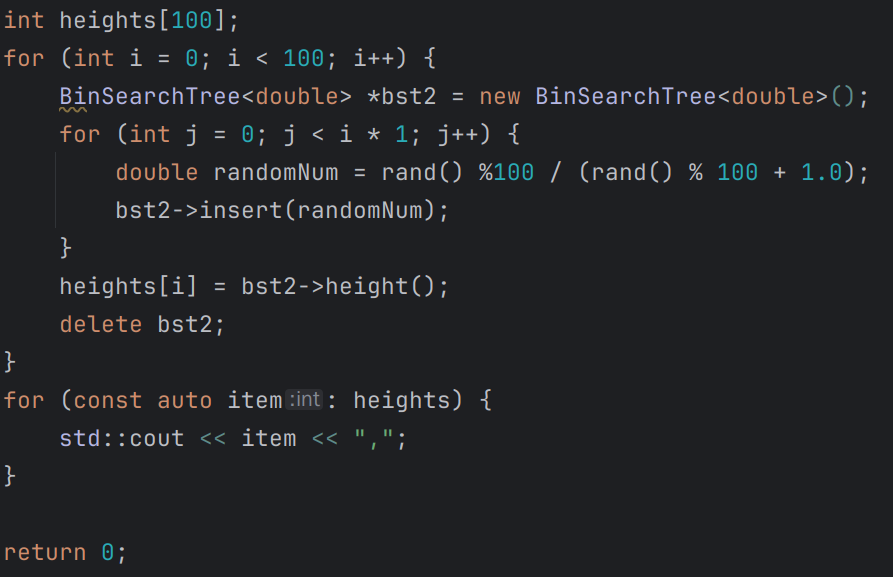 int heights[100];
for (int i = 0; i < 100; i++) {
    BinSearchTree<double> *bst2 = new BinSearchTree<double>();
    for (int j = 0; j < i * 1; j++) {
        double randomNum = rand() %100 / (rand() % 100 + 1.0);
        bst2->insert(randomNum);
    }
    heights[i] = bst2->height();
    delete bst2;
}
for (const auto item :int : heights) {
    std::cout << item << ",";
}

return 0;